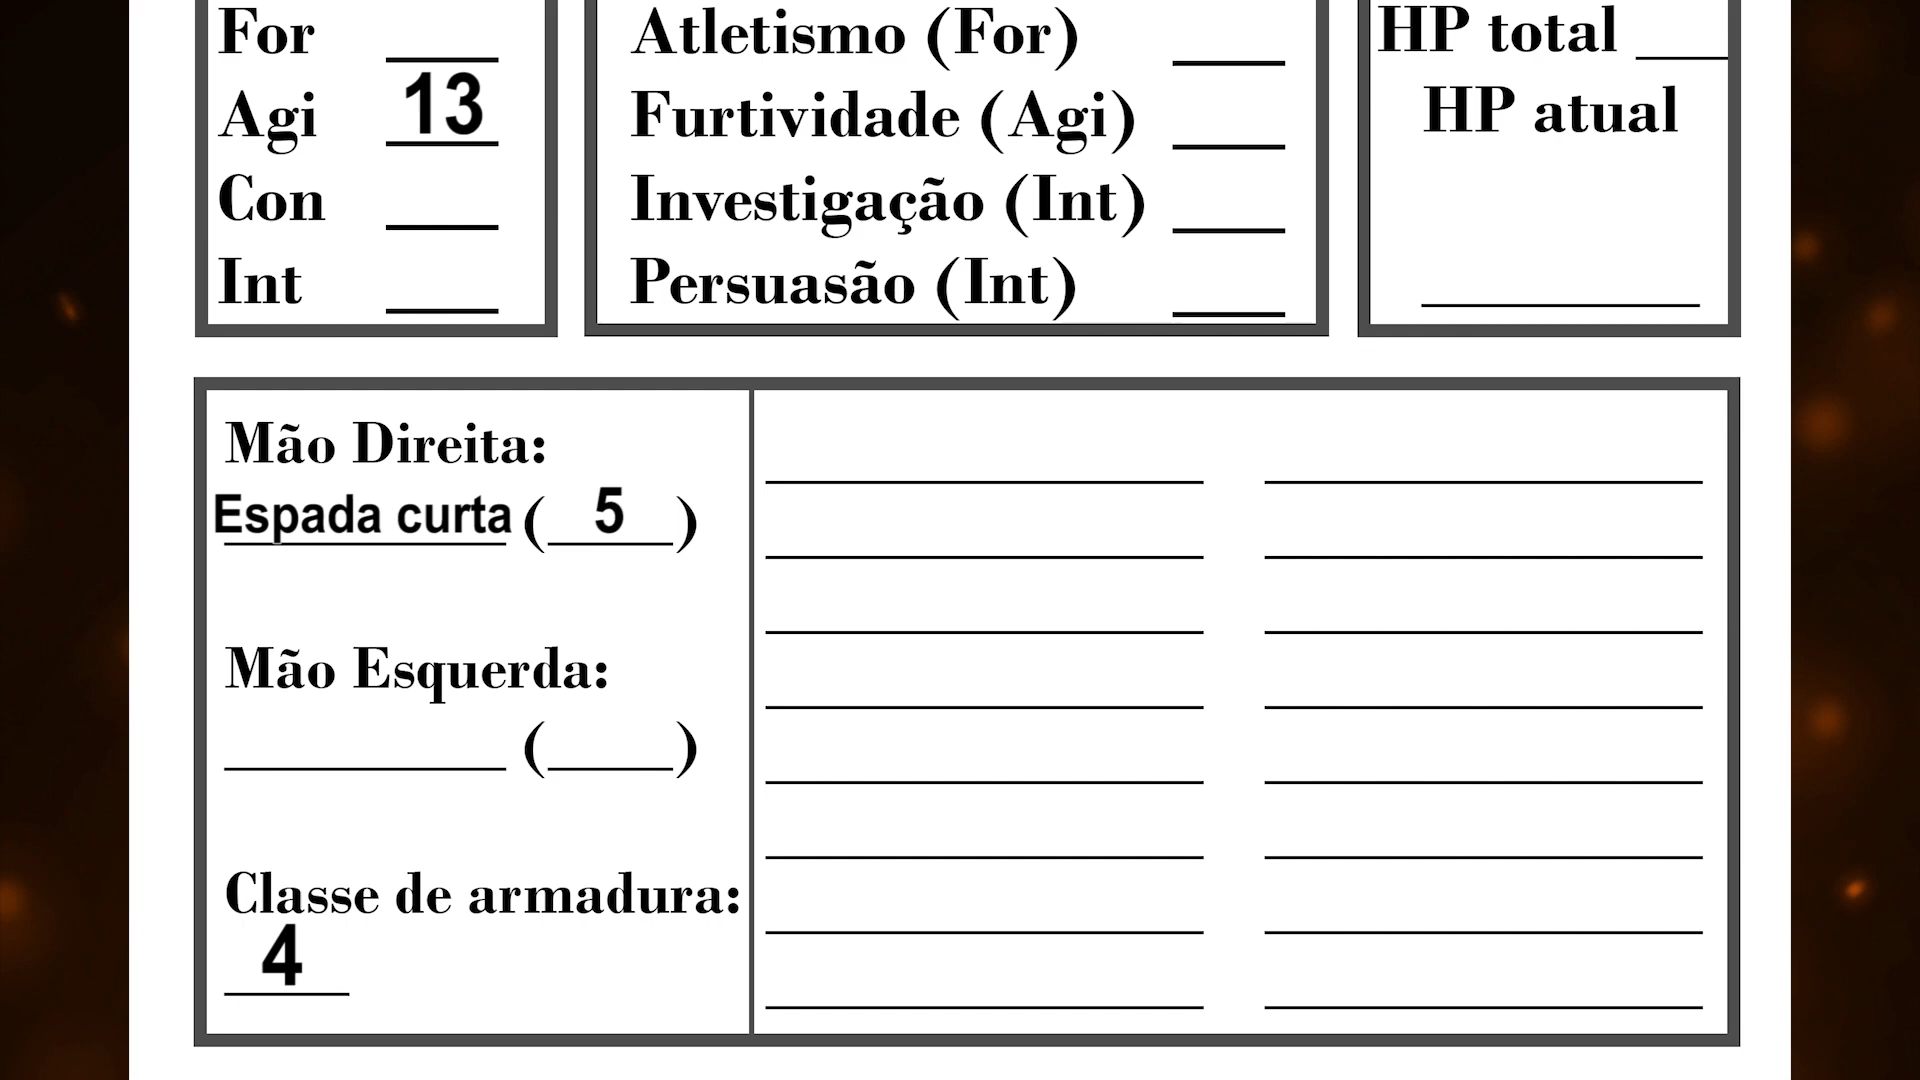 For
Agi 13
Con
Int
Atletismo (For)
Furtividade (Agi)
Investigação (Int)
Persuasão (Int)
HP total
HP atual
Mão Direita:
Espada curta ( 5 )
Mão Esquerda:
( )
Classe de armadura:
4